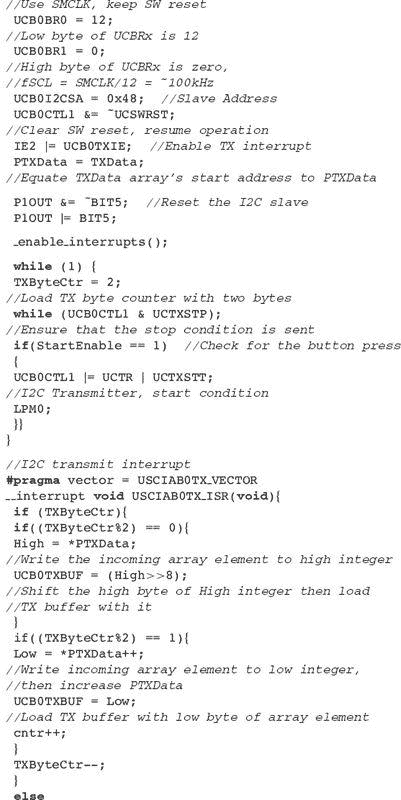 //Use SMCLK, keep SW reset
UCB0BR0 = 12;
//Low byte of UCBRx is 12
UCB0BR1 = 0;
//High byte of UCBRx is zero,
//fSCL = SMCLK/12 = ~100kHz
UCB0I2CSA = 0x48; //Slave Address
UCB0CTL1 &= ~UCSWRST;
//Clear SW reset, resume operation
IE2 |= UCB0TXIE; //Enable TX interrupt
PTXData = TXData;
//Equate TXData array's start address to PTXData
P1OUT &= ~BIT5; //Reset the I2C slave
P1OUT |= BIT5;
_enable_interrupts();
while (1) {
TXByteCtr = 2;
//Load TX byte counter with two bytes
while (UCB0CTL1 & UCTXSTP);
//Ensure that the stop condition is sent
if(StartEnable == 1) //Check for the button press
{
UCB0CTL1 |= UCTR | UCTXSTT;
//I2C Transmitter, start condition
LPM0;
}}
}
//I2C transmit interrupt
#pragma vector = USCIAB0TX_VECTOR
__interrupt void USCIAB0TX_ISR(void){
if (TXByteCtr){
if((TXByteCtr%2) == 0){
High = *PTXData;
//Write the incoming array element to high integer
UCB0TXBUF = (High>>8);
//Shift the high byte of High integer then load
//TX buffer with it
}
if((TXByteCtr%2) == 1){
Low = *PTXData++;
//Write incoming array element to low integer,
//then increase PTXData
UCB0TXBUF = Low;
//Load TX buffer with low byte of array element
cntr++;
}
TXByteCtr--;
}
else